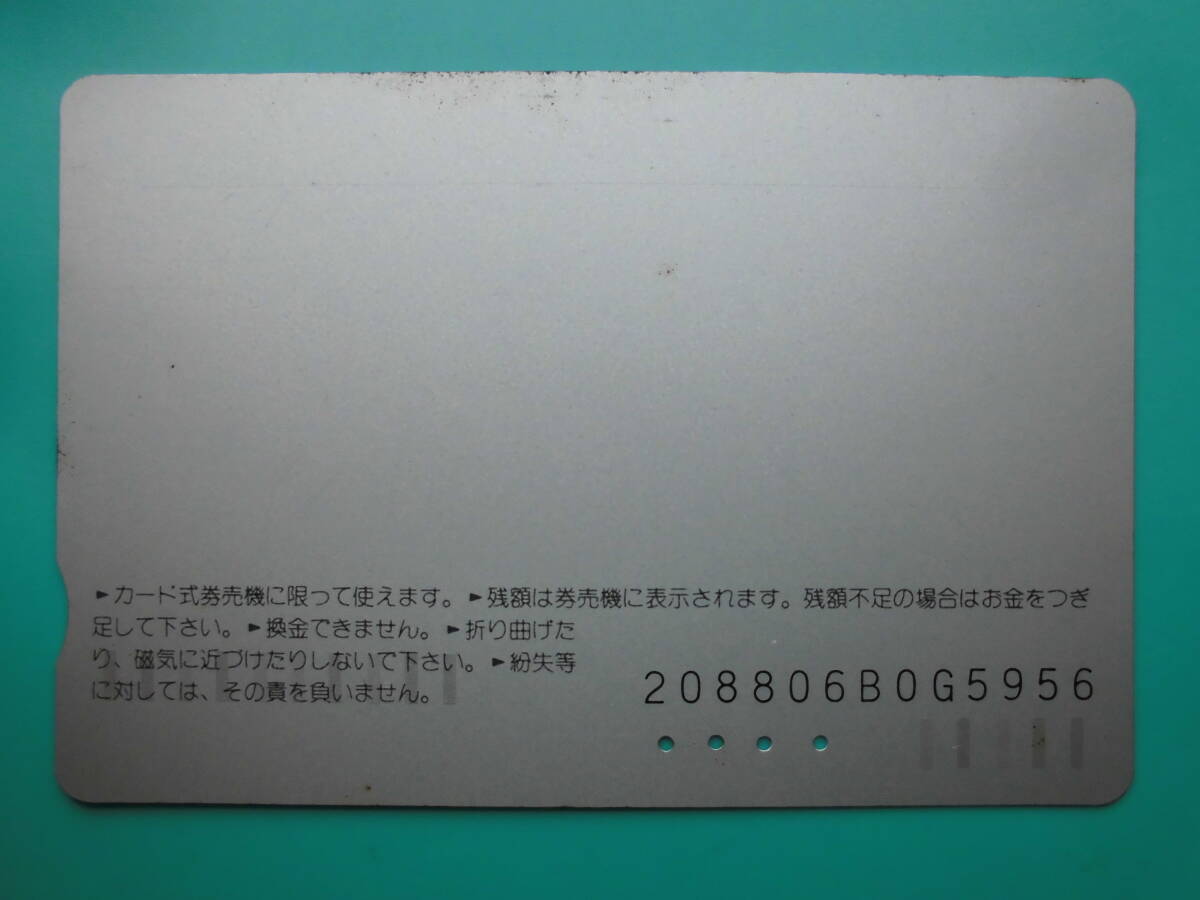 ►カード式券売機に限って使えます。►残額は券売機に表示されます。残額不足の場合はお金をつぎ
足して下さい。►換金できません。►折り曲げた
り、磁気に近づけたりしないで下さい。►紛失等
に対しては、その責を負いません。
208806B0G5956